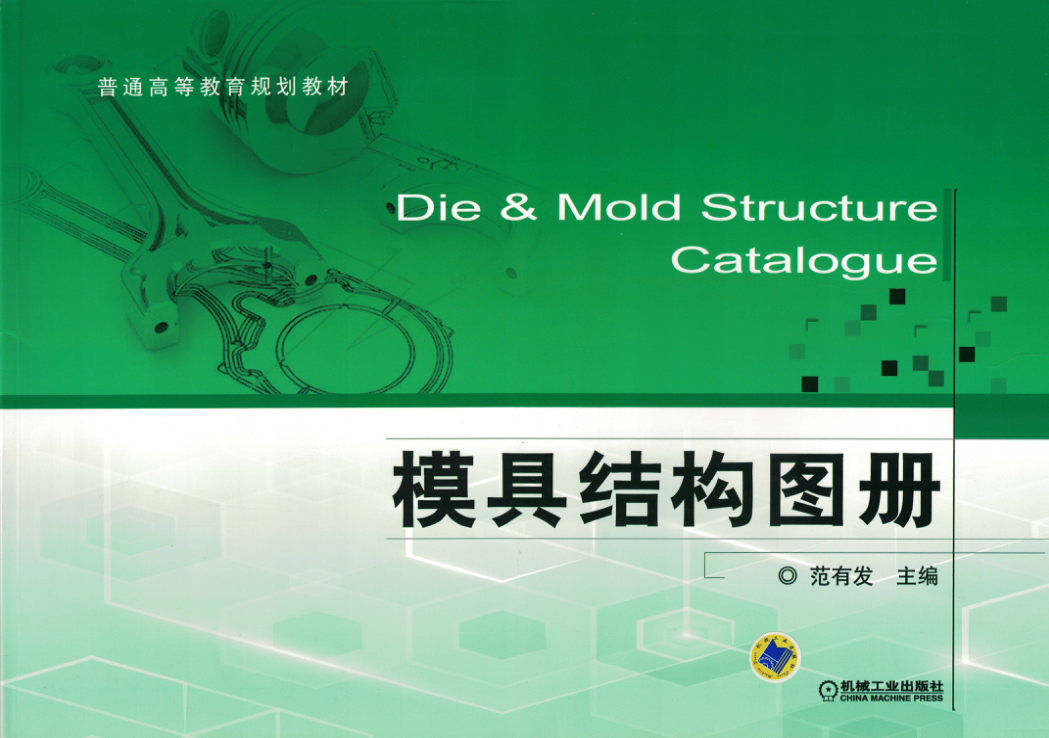 普通高等教育规划教材
Die & Mold Structure
Catalogue
模具结构图册
◎ 范有发 主编
机械工业出版社
CHINA MACHINE PRESS